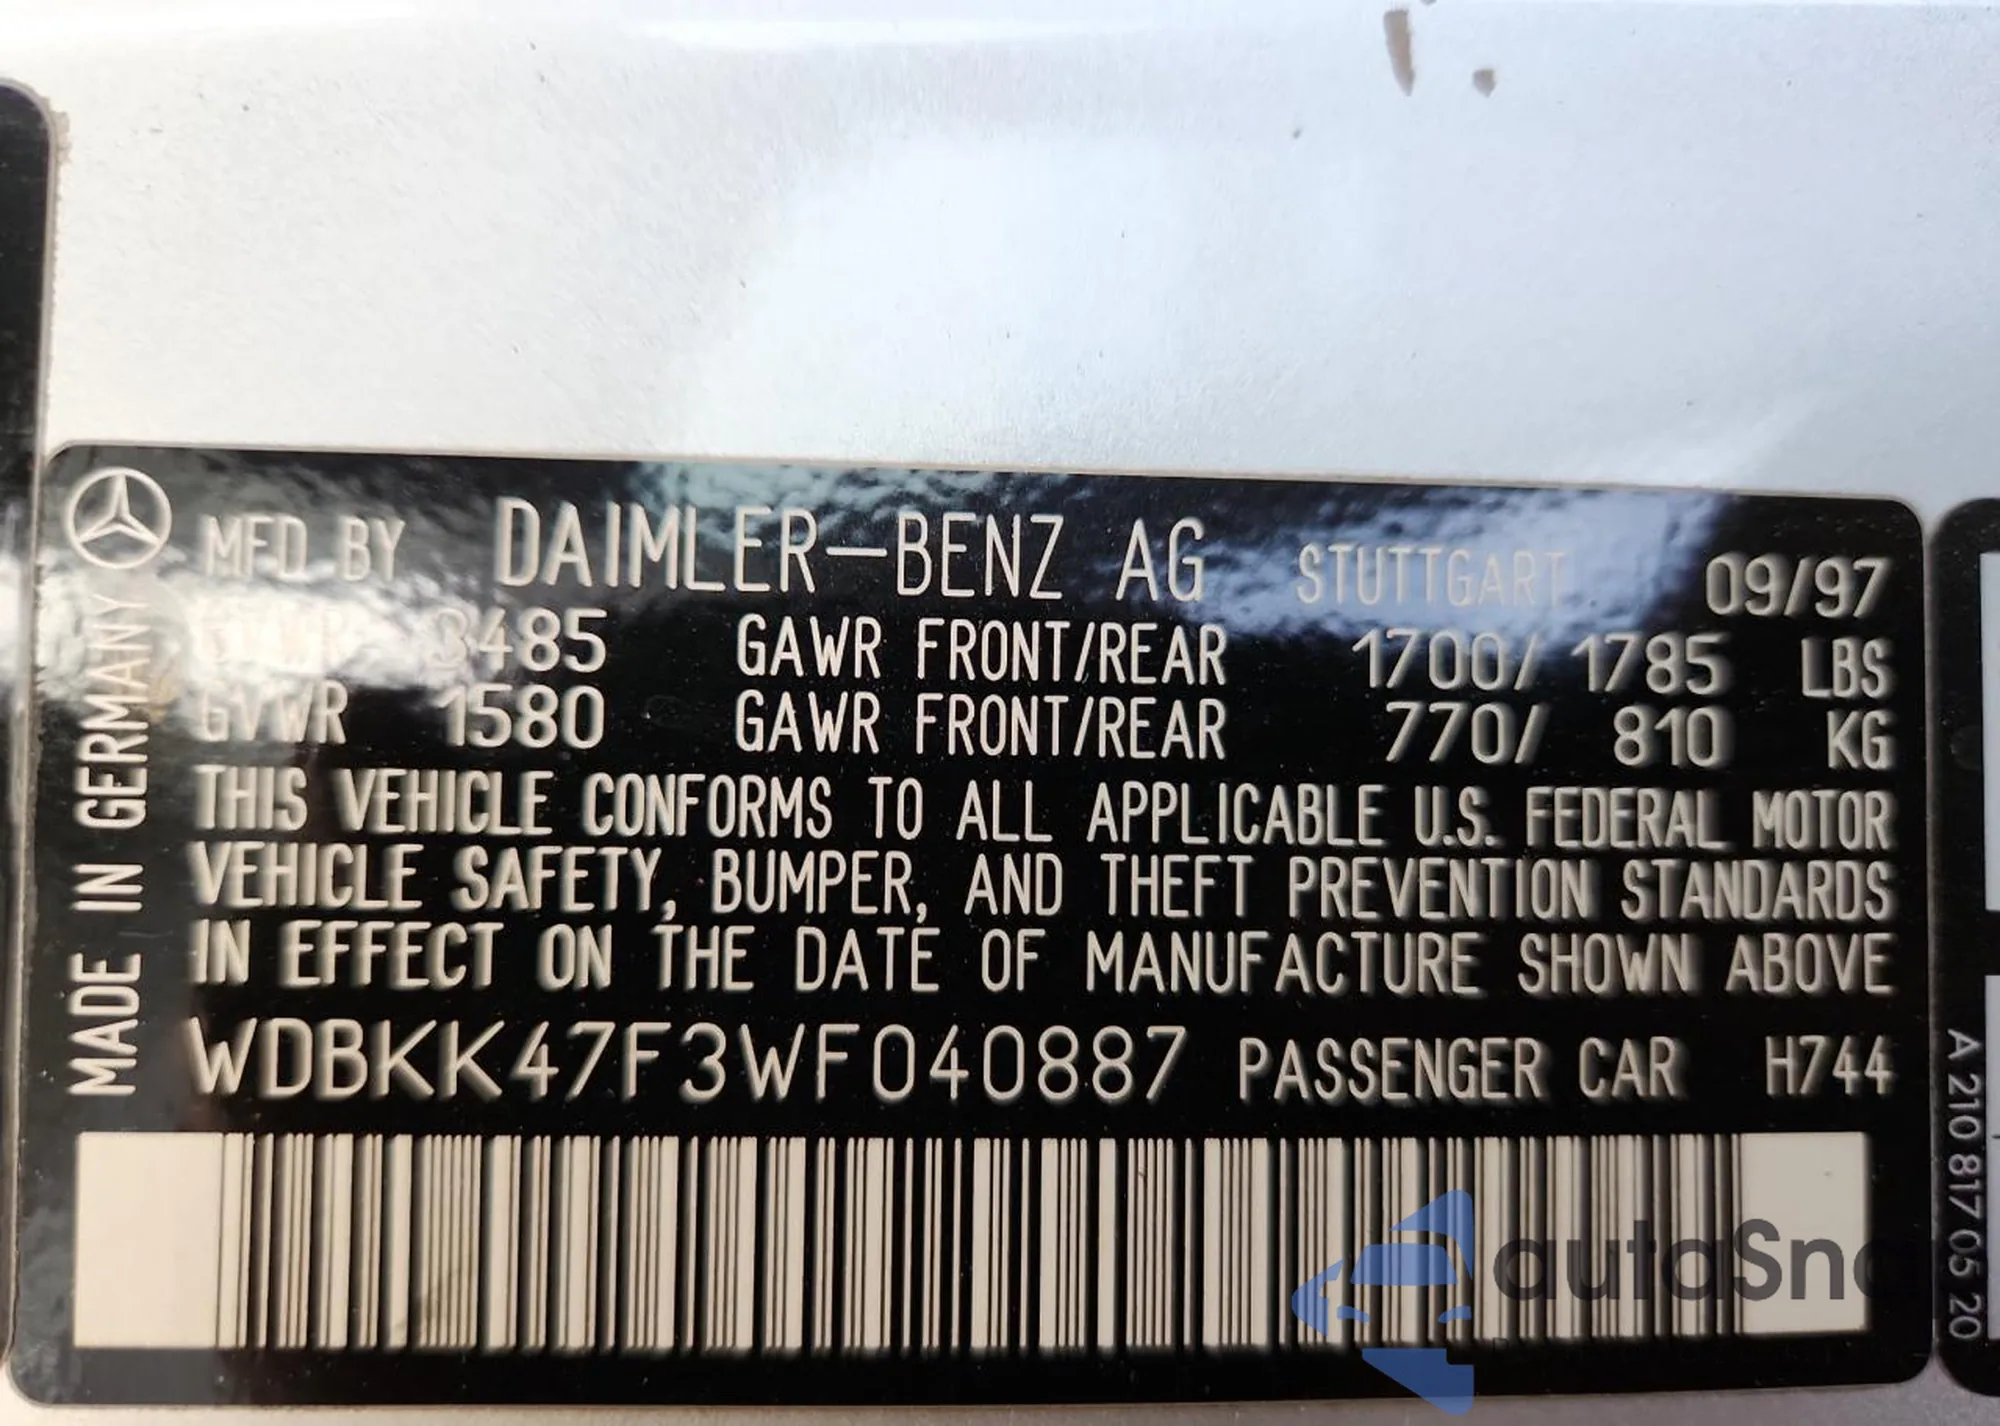 MFD BY DAIMLER-BENZ AG STUTTGART 09/97
GVWR 3485 GAWR FRONT/REAR 1700/ 1785 LBS
GVWR 1580 GAWR FRONT/REAR 770/ 810 KG
THIS VEHICLE CONFORMS TO ALL APPLICABLE U.S. FEDERAL MOTOR
VEHICLE SAFETY, BUMPER, AND THEFT PREVENTION STANDARDS
IN EFFECT ON THE DATE OF MANUFACTURE SHOWN ABOVE
WDBKK47F3WF040887 PASSENGER CAR H744
MADE IN GERMANY
A 210 817 05 20
autaSna